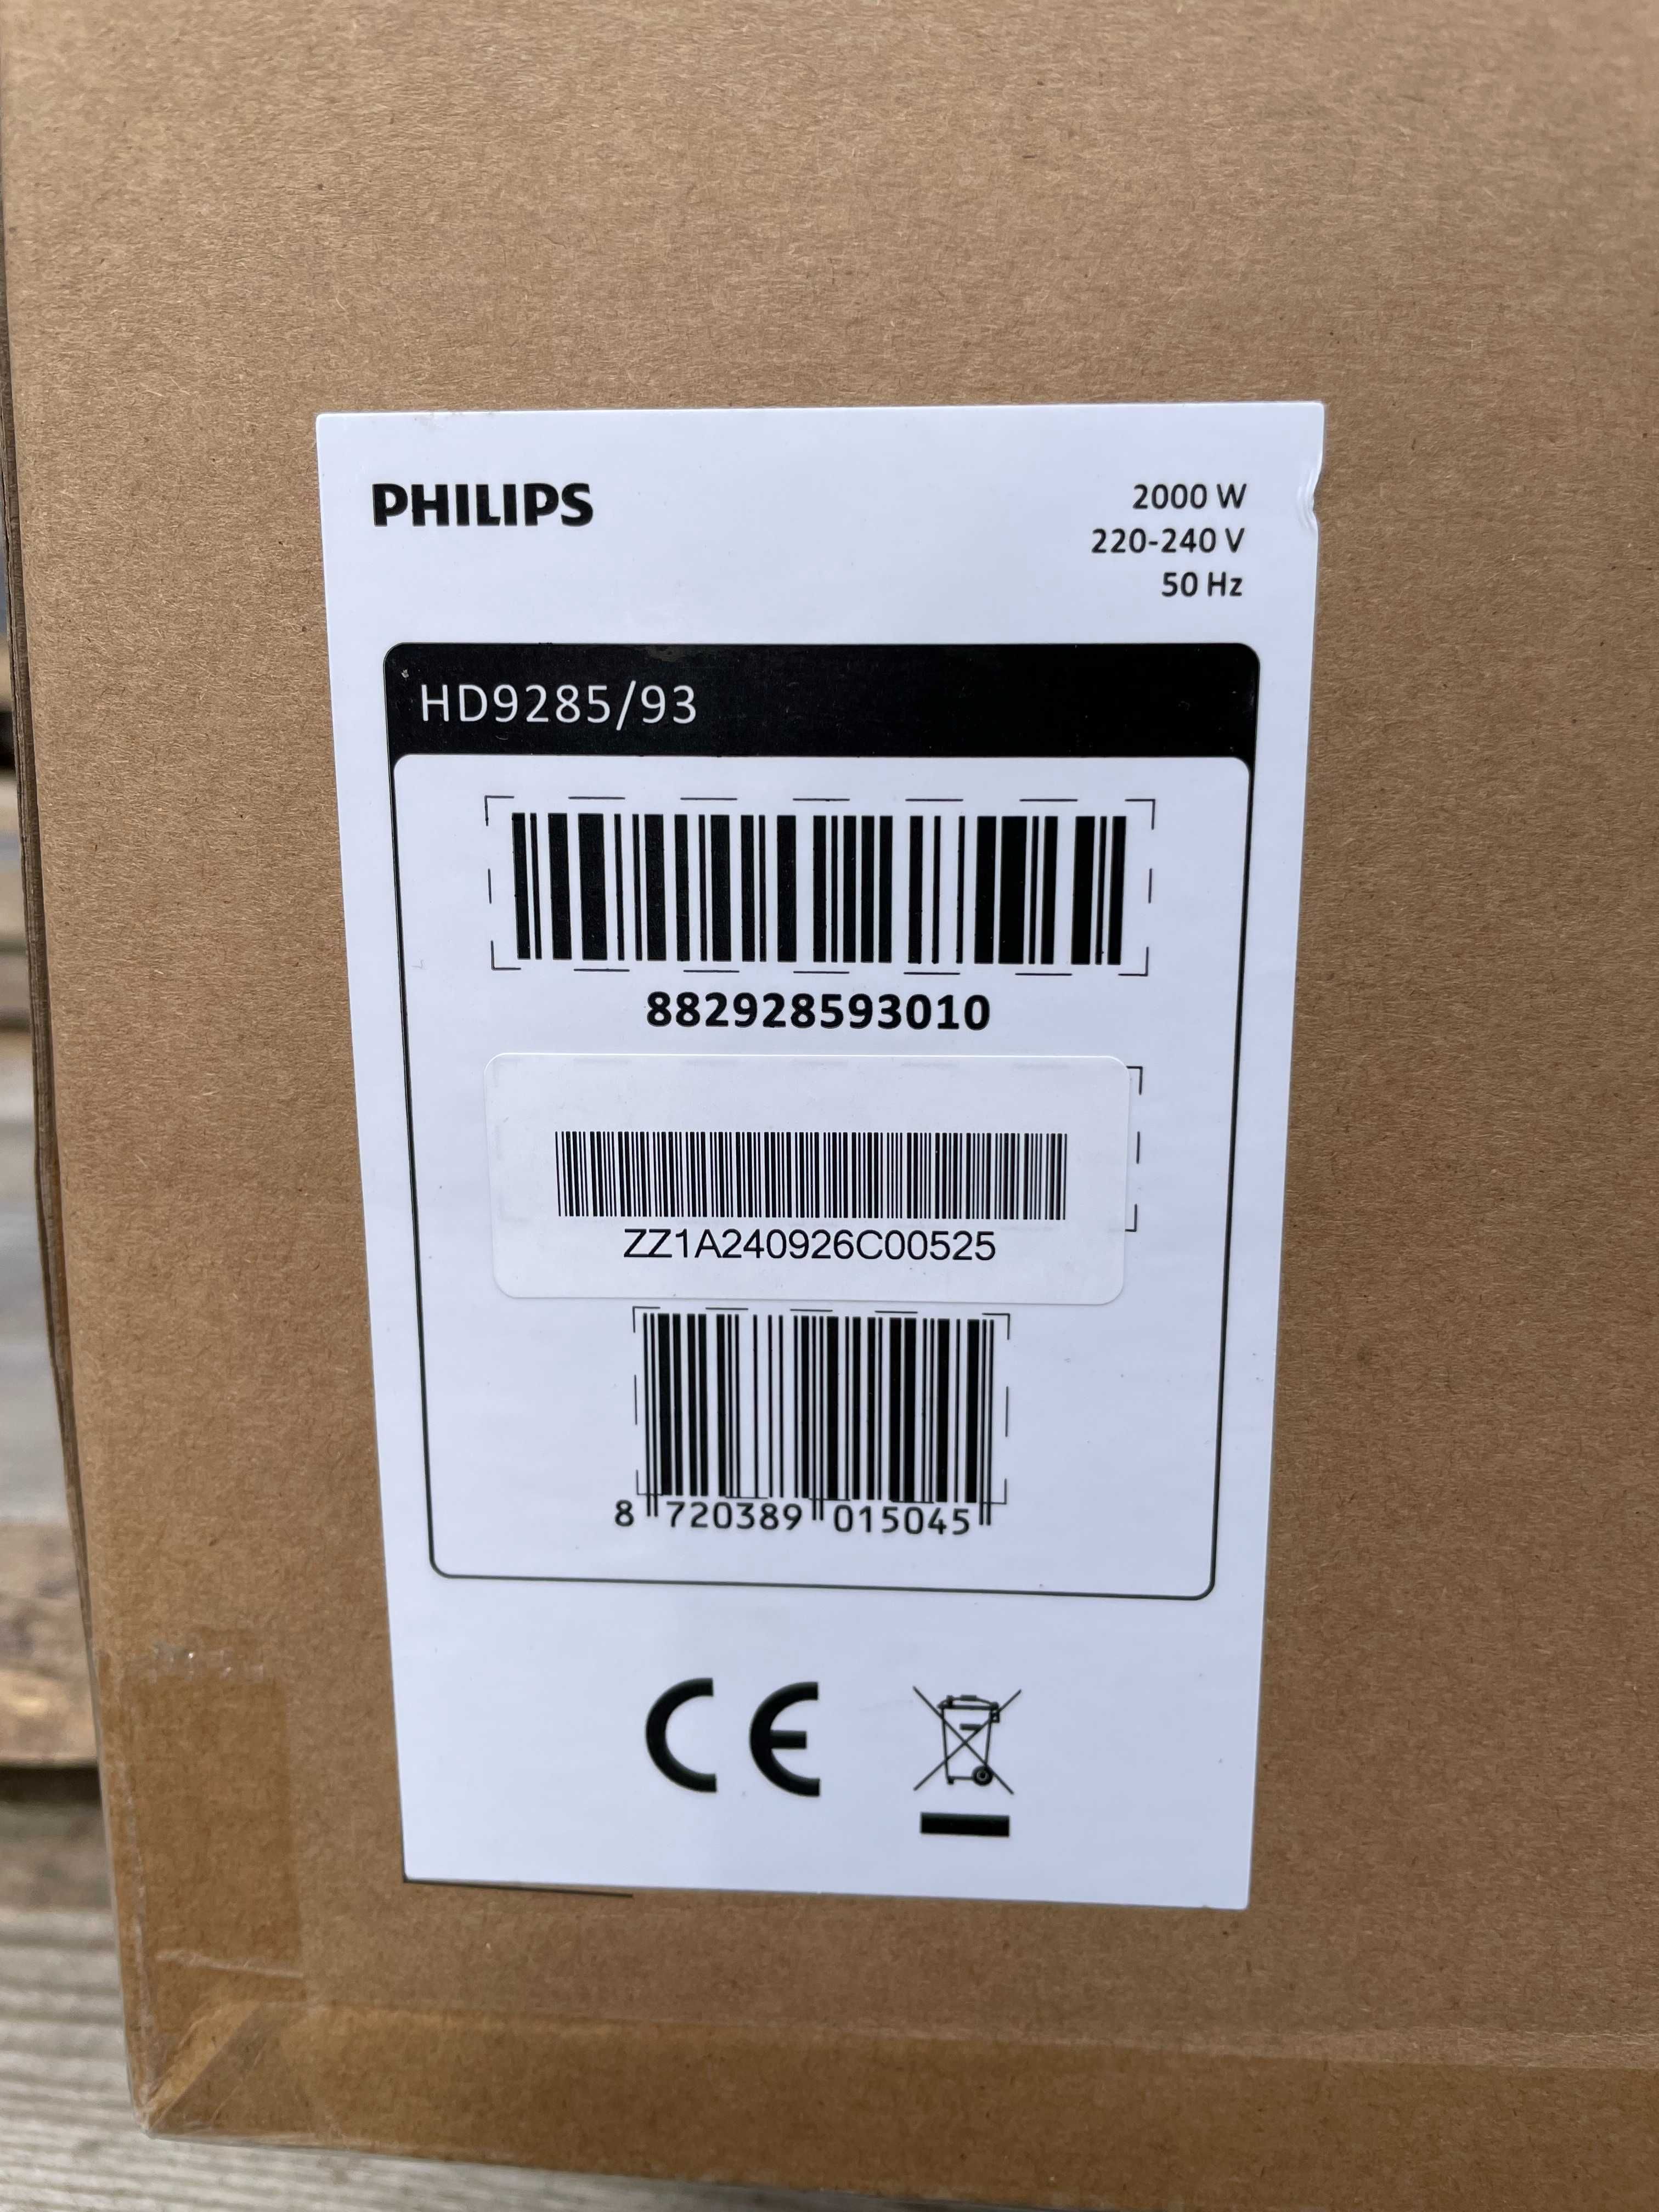 PHILIPS
2000 W
220-240 V
50 Hz
HD9285/93
882928593010
ZZ1A240926C00525
8 720389 015045
CE